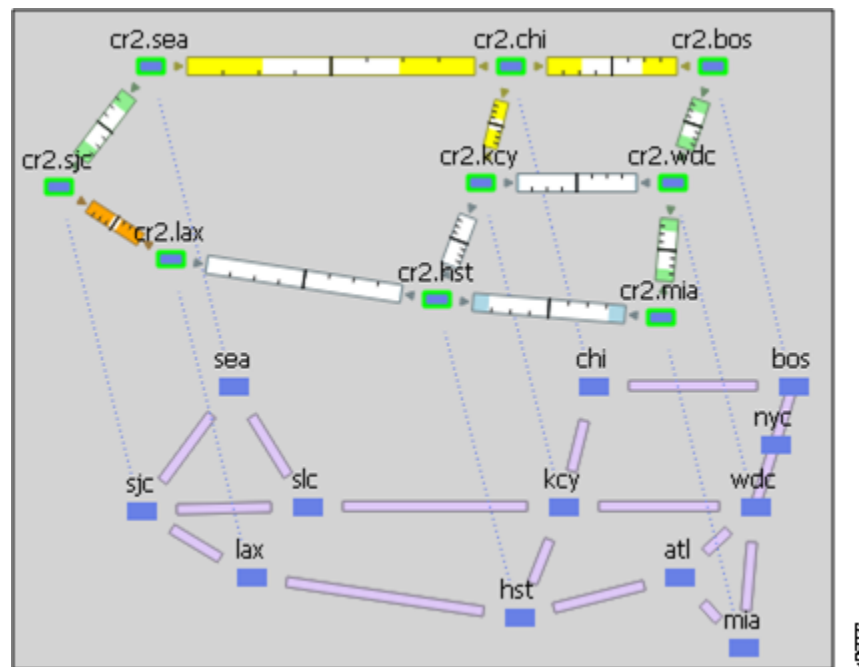 cr2.sea cr2.chi cr2.bos
cr2.sjc cr2.kcy cr2.wdc
cr2.lax cr2.hst cr2.mia
sea chi bos
nyc
sjc slc kcy wdc
lax atl
hst mia